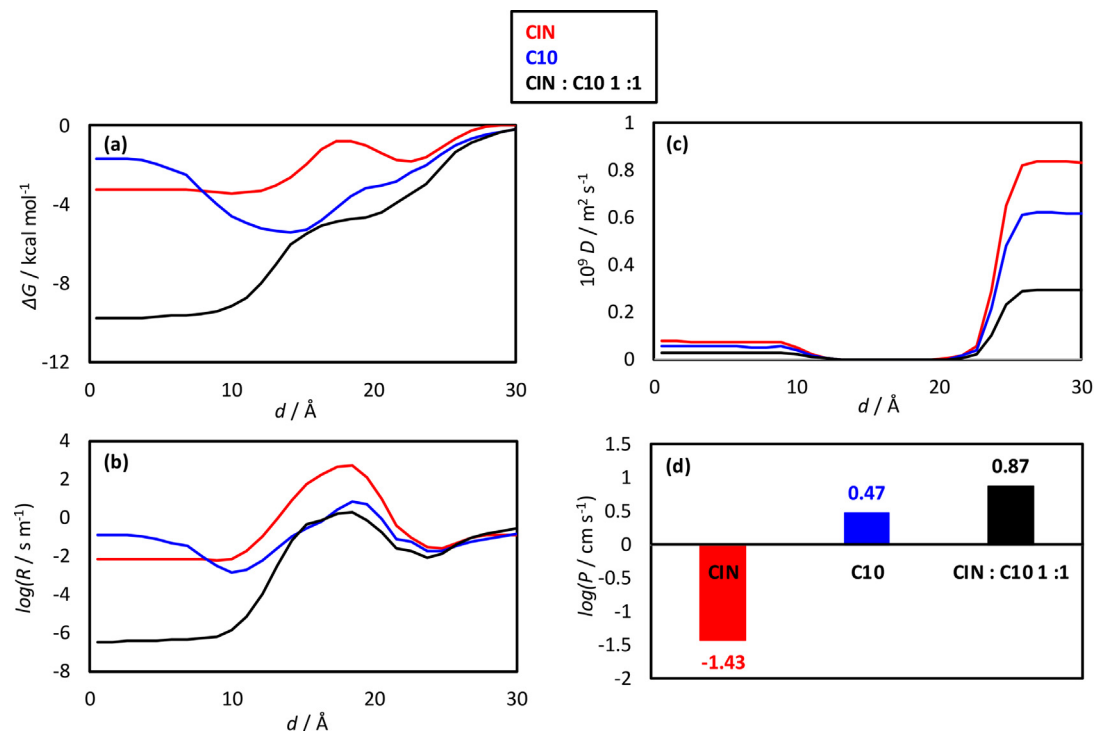 CIN
C10
CIN : C10 1 :1
(a)
0
-4
-8
-12
ΔG / kcal mol⁻¹
0 10 20 30
d / Å
(c)
1
0.8
0.6
0.4
0.2
0
10⁹ D / m² s⁻¹
0 10 20 30
d / Å
(b)
4
2
0
-2
-4
-6
-8
log(R / s m⁻¹)
0 10 20 30
d / Å
(d)
1.5
1
0.5
0
-0.5
-1
-1.5
-2
log(P / cm s⁻¹)
0.87
0.47
CIN C10 CIN : C10 1 :1
-1.43